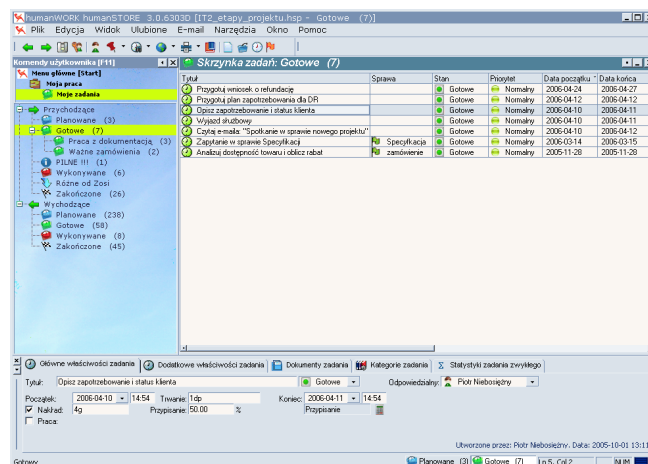 humanWORK humanSTORE 3.0.6303D [IT2_etapy_projektu.hsp - Gotowe (7)]
Plik Edycja Widok Ulubione E-mail Narzędzia Okno Pomoc
Komendy użytkownika [F11]
Skrzynka zadań: Gotowe (7)
Menu główne [Start]
Moja praca
Moje zadania
Przychodzące
Planowane (3)
Gotowe (7)
Praca z dokumentacją (3)
Ważne zamówienia (2)
PILNE !!! (1)
Wykonywane (6)
Różne od Zosi
Zakończone (26)
Wychodzące
Planowane (238)
Gotowe (58)
Wykonywane (8)
Zakończone (45)
Tytuł Sprawa Stan Priorytet Data początku Data końca
Przygotuj wniosek o refundację Gotowe Normalny 2006-04-24 2006-04-27
Przygotuj plan zapotrzebowania dla DR Gotowe Normalny 2006-04-12 2006-04-12
Opisz zapotrzebowanie i status klienta Gotowe Normalny 2006-04-10 2006-04-11
Wyjazd służbowy Gotowe Normalny 2006-04-10 2006-04-11
Czytaj e-maila: "Spotkanie w sprawie nowego projektu" Gotowe Normalny 2006-04-10 2006-04-12
Zapytanie w sprawie Specyfikacji Specyfikacja Gotowe Normalny 2006-03-14 2006-03-15
Analizuj dostępność towaru i oblicz rabat zamówienie Gotowe Normalny 2005-11-28 2005-11-28
Główne właściwości zadania Dodatkowe właściwości zadania Dokumenty zadania Kategorie zadania Statystyki zadania zwykłego
Tytuł: Opisz zapotrzebowanie i status klienta Gotowe Odpowiedzialny: Piotr Niebosiężny
Początek: 2006-04-10 14:54 Trwanie: 1dp Koniec: 2006-04-11 14:54
Nakład: 4g Przypisanie: 50.00 % Przypisanie
Praca:
Utworzone przez: Piotr Niebosiężny. Data: 2005-10-01 13:11
Gotowy Planowane (3) Gotowe (7) Ln 5, Col 2 NUM